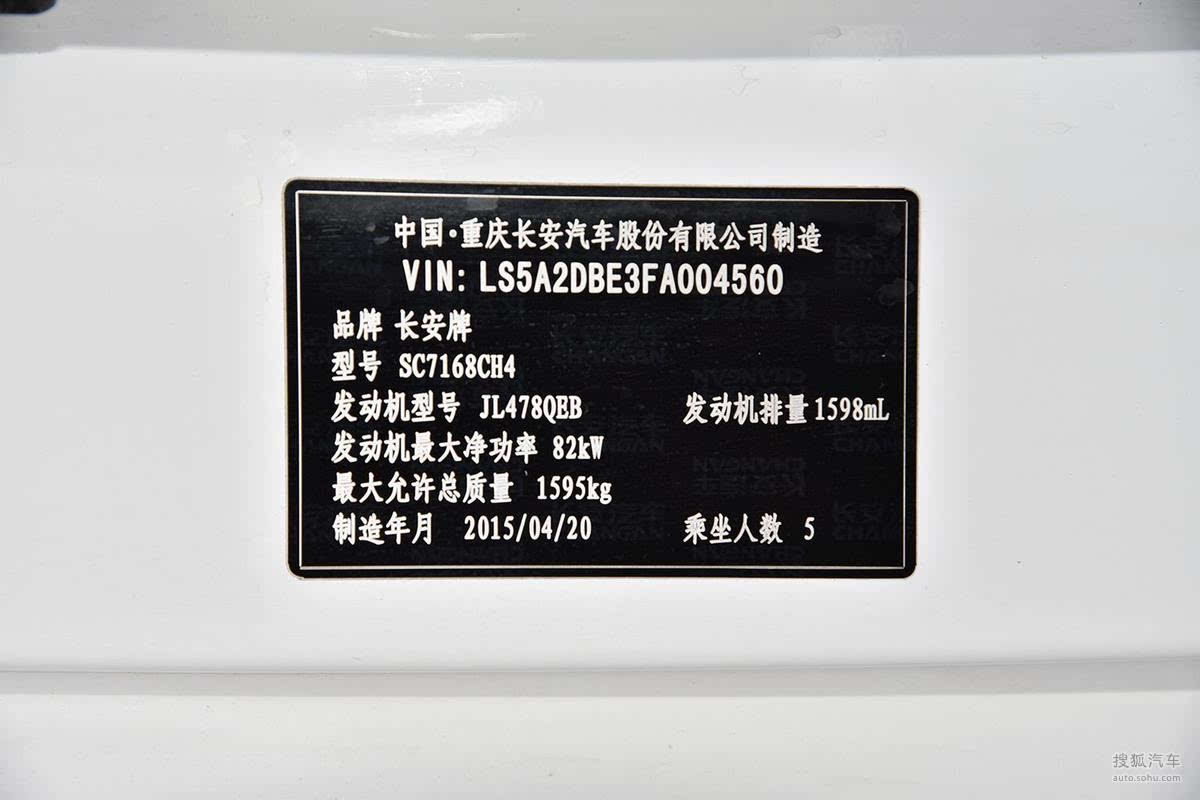 中国·重庆长安汽车股份有限公司制造
VIN: LS5A2DBE3FA004560
品牌 长安牌
型号 SC7168CH4
发动机型号 JL478QEB 发动机排量 1598mL
发动机最大净功率 82kW
最大允许总质量 1595kg
制造年月 2015/04/20 乘坐人数 5
搜狐汽车
auto.sohu.com